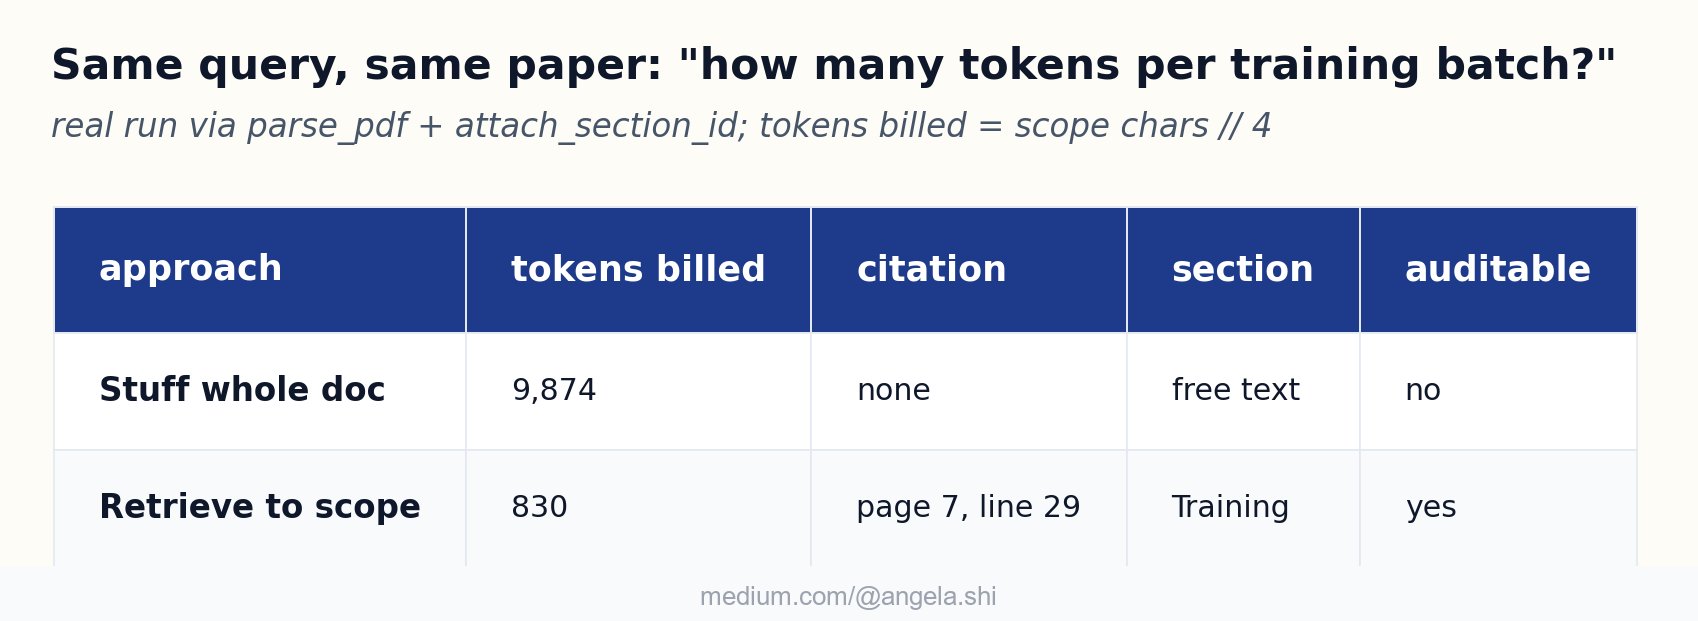 Same query, same paper: "how many tokens per training batch?"
real run via parse_pdf + attach_section_id; tokens billed = scope chars // 4
approach tokens billed citation section auditable
Stuff whole doc 9,874 none free text no
Retrieve to scope 830 page 7, line 29 Training yes
medium.com/@angela.shi